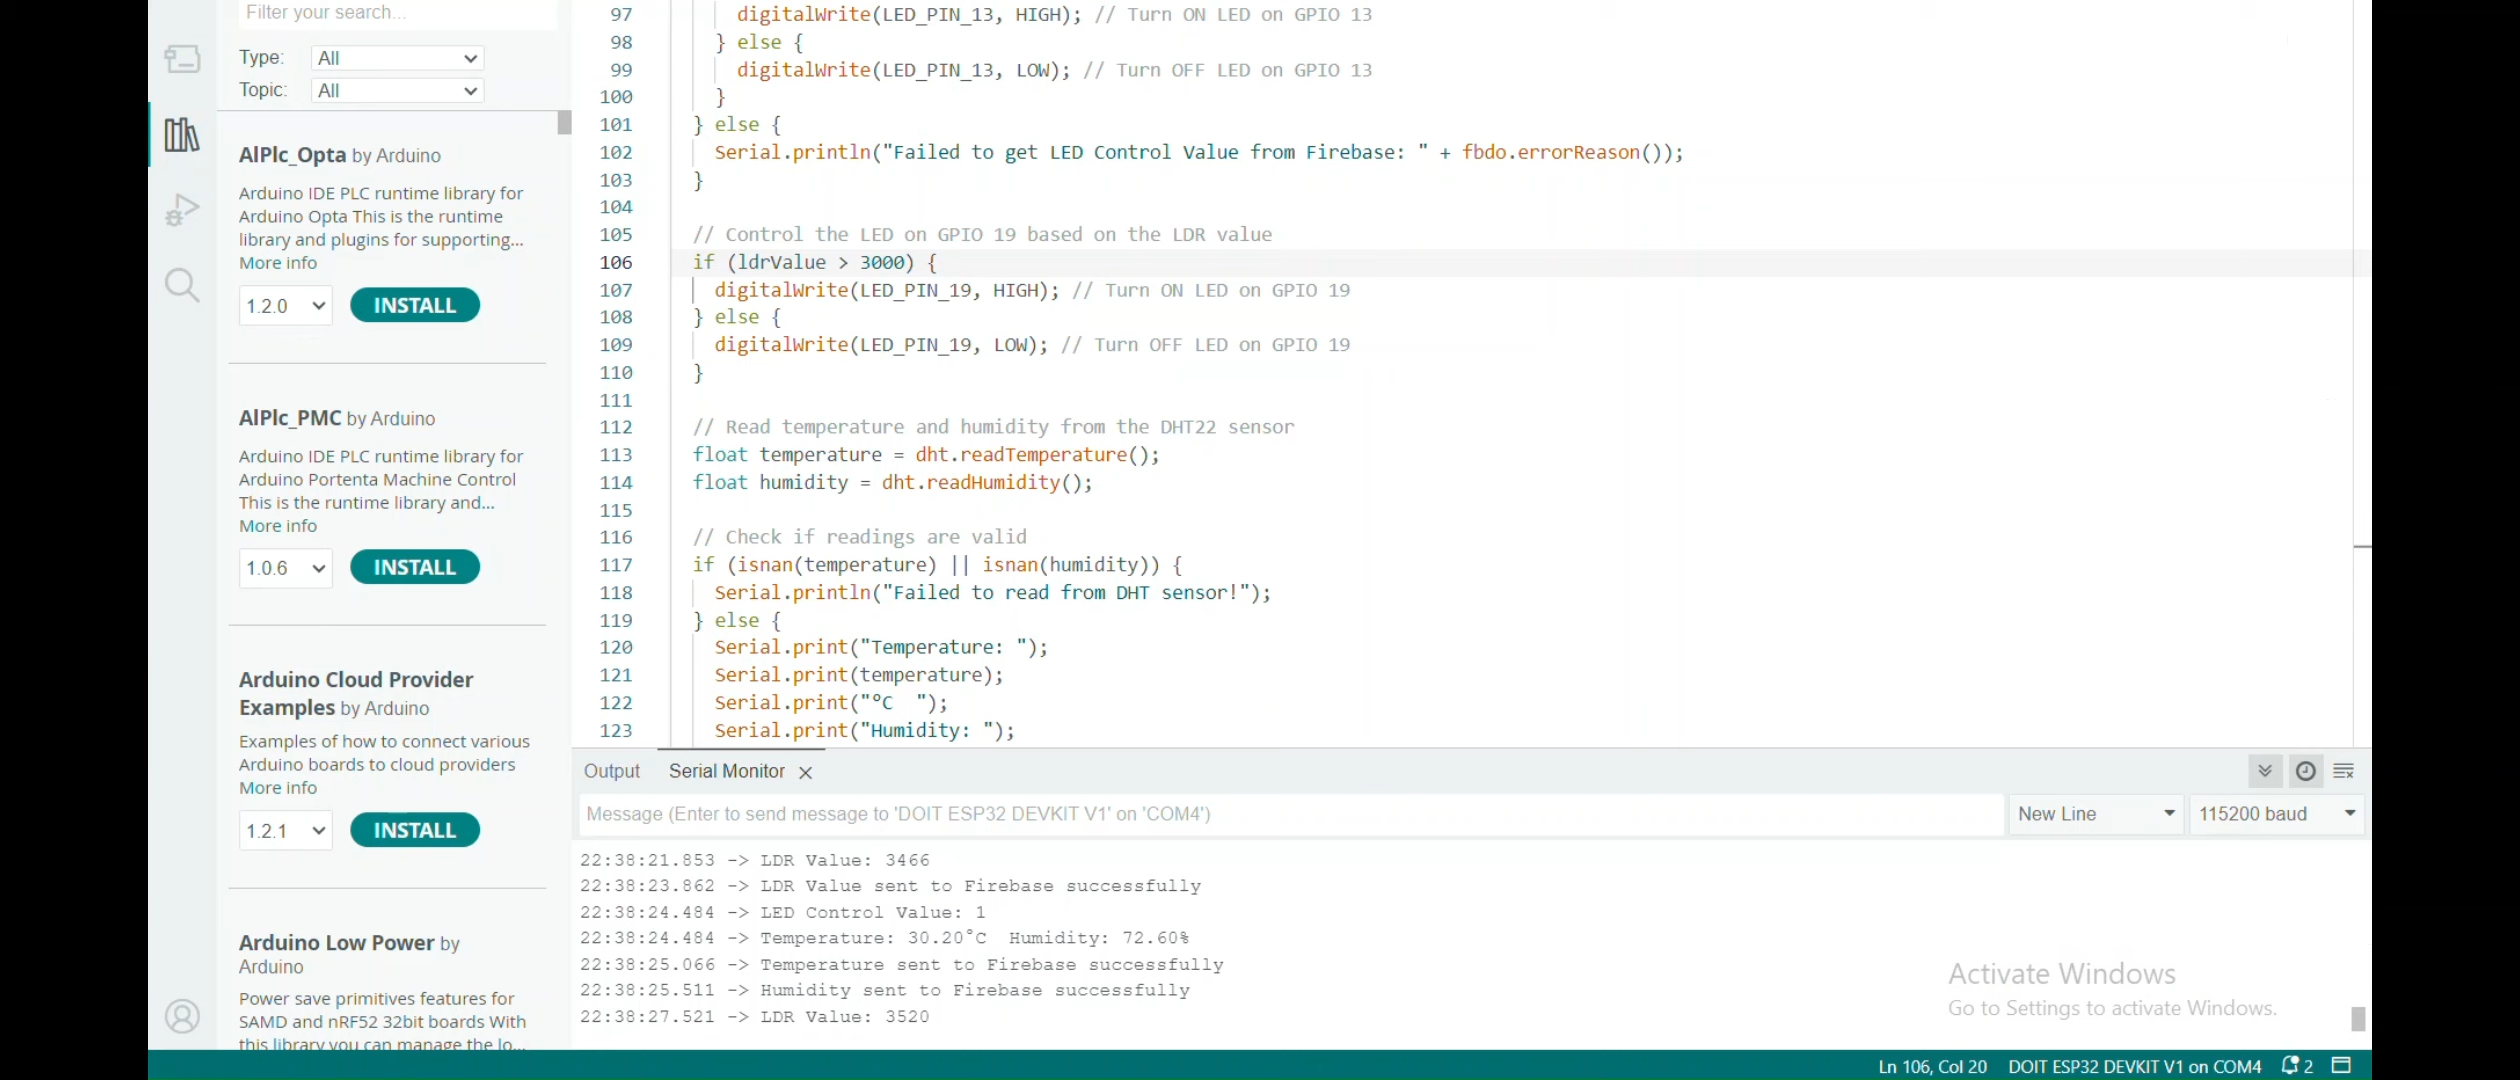 Filter your search...
Type: All
Topic: All
AlPlc_Opta by Arduino
Arduino IDE PLC runtime library for
Arduino Opta This is the runtime
library and plugins for supporting...
More info
1.2.0 INSTALL
AlPlc_PMC by Arduino
Arduino IDE PLC runtime library for
Arduino Portenta Machine Control
This is the runtime library and...
More info
1.0.6 INSTALL
Arduino Cloud Provider
Examples by Arduino
Examples of how to connect various
Arduino boards to cloud providers
More info
1.2.1 INSTALL
Arduino Low Power by
Arduino
Power save primitives features for
SAMD and nRF52 32bit boards With
this library you can manage the lo...
97 digitalWrite(LED_PIN_13, HIGH); // Turn ON LED on GPIO 13
98 } else {
99 digitalWrite(LED_PIN_13, LOW); // Turn OFF LED on GPIO 13
100 }
101 } else {
102 Serial.println("Failed to get LED Control Value from Firebase: " + fbdo.errorReason());
103 }
104
105 // Control the LED on GPIO 19 based on the LDR value
106 if (ldrValue > 3000) {
107 digitalWrite(LED_PIN_19, HIGH); // Turn ON LED on GPIO 19
108 } else {
109 digitalWrite(LED_PIN_19, LOW); // Turn OFF LED on GPIO 19
110 }
111
112 // Read temperature and humidity from the DHT22 sensor
113 float temperature = dht.readTemperature();
114 float humidity = dht.readHumidity();
115
116 // Check if readings are valid
117 if (isnan(temperature) || isnan(humidity)) {
118 Serial.println("Failed to read from DHT sensor!");
119 } else {
120 Serial.print("Temperature: ");
121 Serial.print(temperature);
122 Serial.print("°C  ");
123 Serial.print("Humidity: ");
Output Serial Monitor
Message (Enter to send message to 'DOIT ESP32 DEVKIT V1' on 'COM4') New Line 115200 baud
22:38:21.853 -> LDR Value: 3466
22:38:23.862 -> LDR Value sent to Firebase successfully
22:38:24.484 -> LED Control Value: 1
22:38:24.484 -> Temperature: 30.20°C  Humidity: 72.60%
22:38:25.066 -> Temperature sent to Firebase successfully
22:38:25.511 -> Humidity sent to Firebase successfully
22:38:27.521 -> LDR Value: 3520
Activate Windows
Go to Settings to activate Windows.
Ln 106, Col 20 DOIT ESP32 DEVKIT V1 on COM4 2